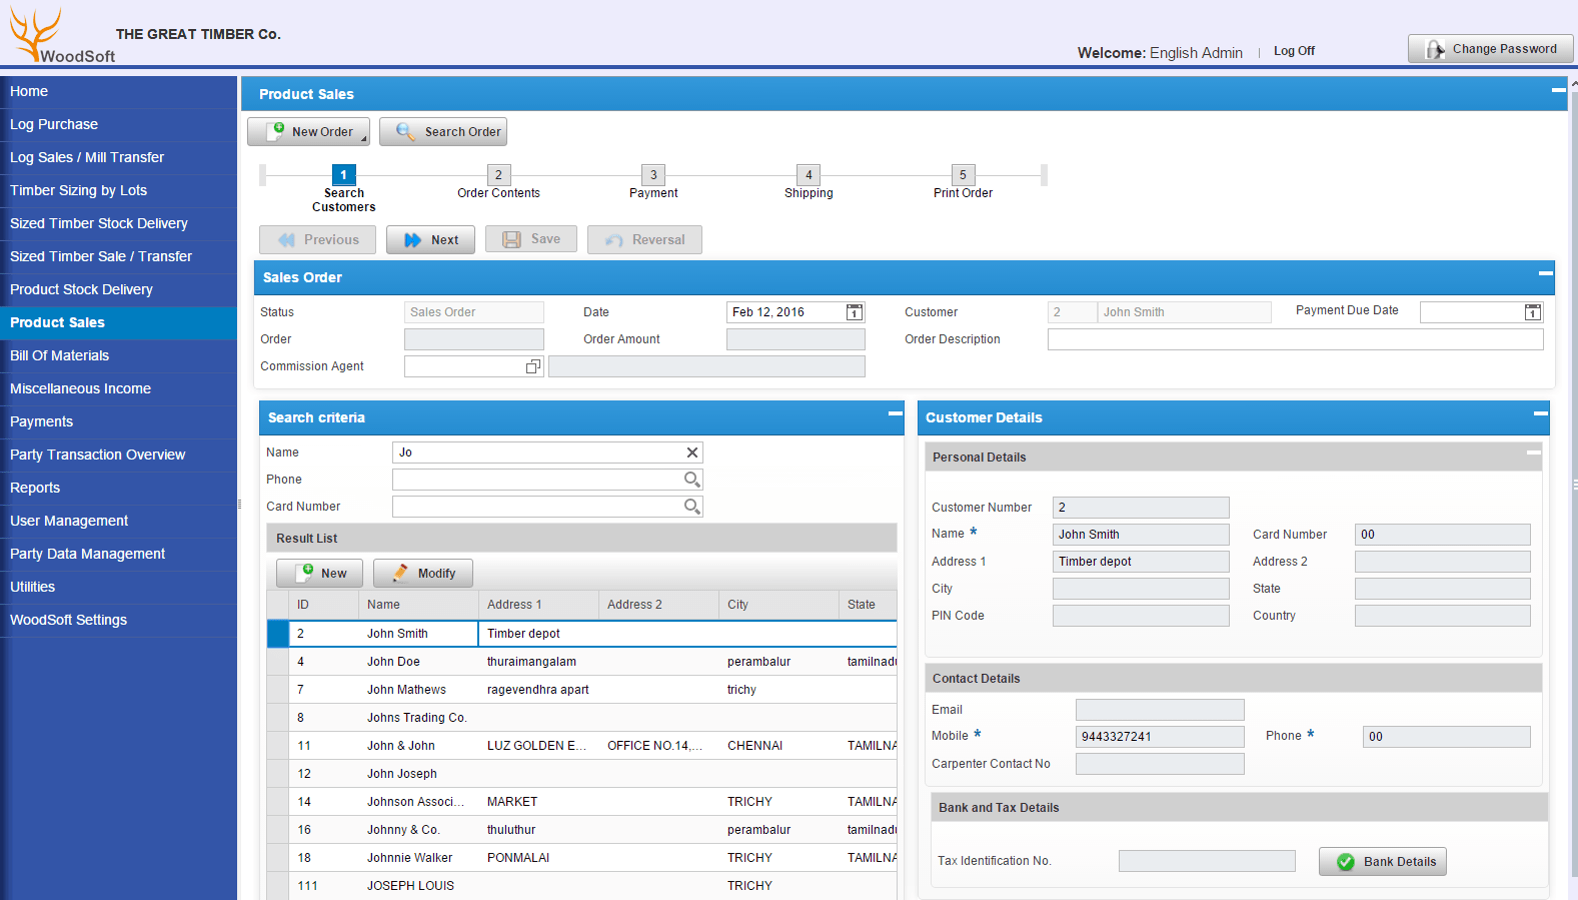 WoodSoft
THE GREAT TIMBER Co.
Welcome: English Admin | Log Off
Change Password
Home
Log Purchase
Log Sales / Mill Transfer
Timber Sizing by Lots
Sized Timber Stock Delivery
Sized Timber Sale / Transfer
Product Stock Delivery
Product Sales
Bill Of Materials
Miscellaneous Income
Payments
Party Transaction Overview
Reports
User Management
Party Data Management
Utilities
WoodSoft Settings
Product Sales
New Order Search Order
1 2 3 4 5
Search Customers Order Contents Payment Shipping Print Order
Previous Next Save Reversal
Sales Order
Status Sales Order Date Feb 12, 2016 1 Customer 2 John Smith Payment Due Date 1
Order Order Amount Order Description
Commission Agent
Search criteria
Name Jo
Phone
Card Number
Result List
New Modify
ID Name Address 1 Address 2 City State
2 John Smith Timber depot
4 John Doe thuraimangalam perambalur tamilnadu
7 John Mathews ragevendhra apart trichy
8 Johns Trading Co.
11 John & John LUZ GOLDEN E... OFFICE NO.14,... CHENNAI TAMILNA
12 John Joseph
14 Johnson Associ... MARKET TRICHY TAMILNA
16 Johnny & Co. thuluthur perambalur tamilnadu
18 Johnnie Walker PONMALAI TRICHY TAMILNA
111 JOSEPH LOUIS TRICHY
Customer Details
Personal Details
Customer Number 2
Name * John Smith Card Number 00
Address 1 Timber depot Address 2
City State
PIN Code Country
Contact Details
Email
Mobile * 9443327241 Phone * 00
Carpenter Contact No
Bank and Tax Details
Tax Identification No. Bank Details